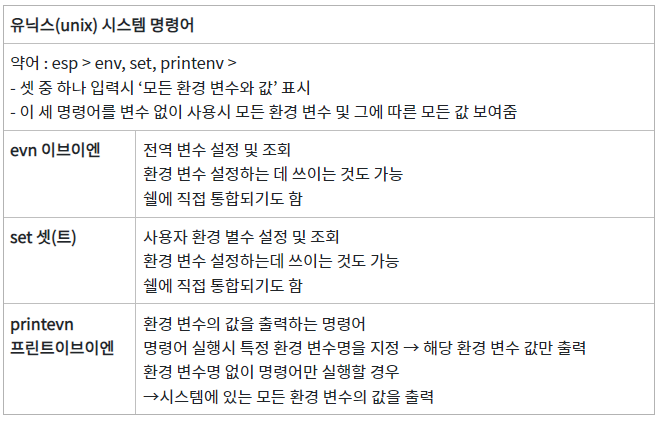 유닉스(unix) 시스템 명령어
약어 : esp > env, set, printenv >
- 셋 중 하나 입력시 ‘모든 환경 변수와 값’ 표시
- 이 세 명령어를 변수 없이 사용시 모든 환경 변수 및 그에 따른 모든 값 보여줌
evn 이브이엔
전역 변수 설정 및 조회
환경 변수 설정하는 데 쓰이는 것도 가능
쉘에 직접 통합되기도 함
set 셋(트)
사용자 환경 별수 설정 및 조회
환경 변수 설정하는데 쓰이는 것도 가능
쉘에 직접 통합되기도 함
printevn
프린트이브이엔
환경 변수의 값을 출력하는 명령어
명령어 실행시 특정 환경 변수명을 지정 → 해당 환경 변수 값만 출력
환경 변수명 없이 명령어만 실행할 경우
→시스템에 있는 모든 환경 변수의 값을 출력